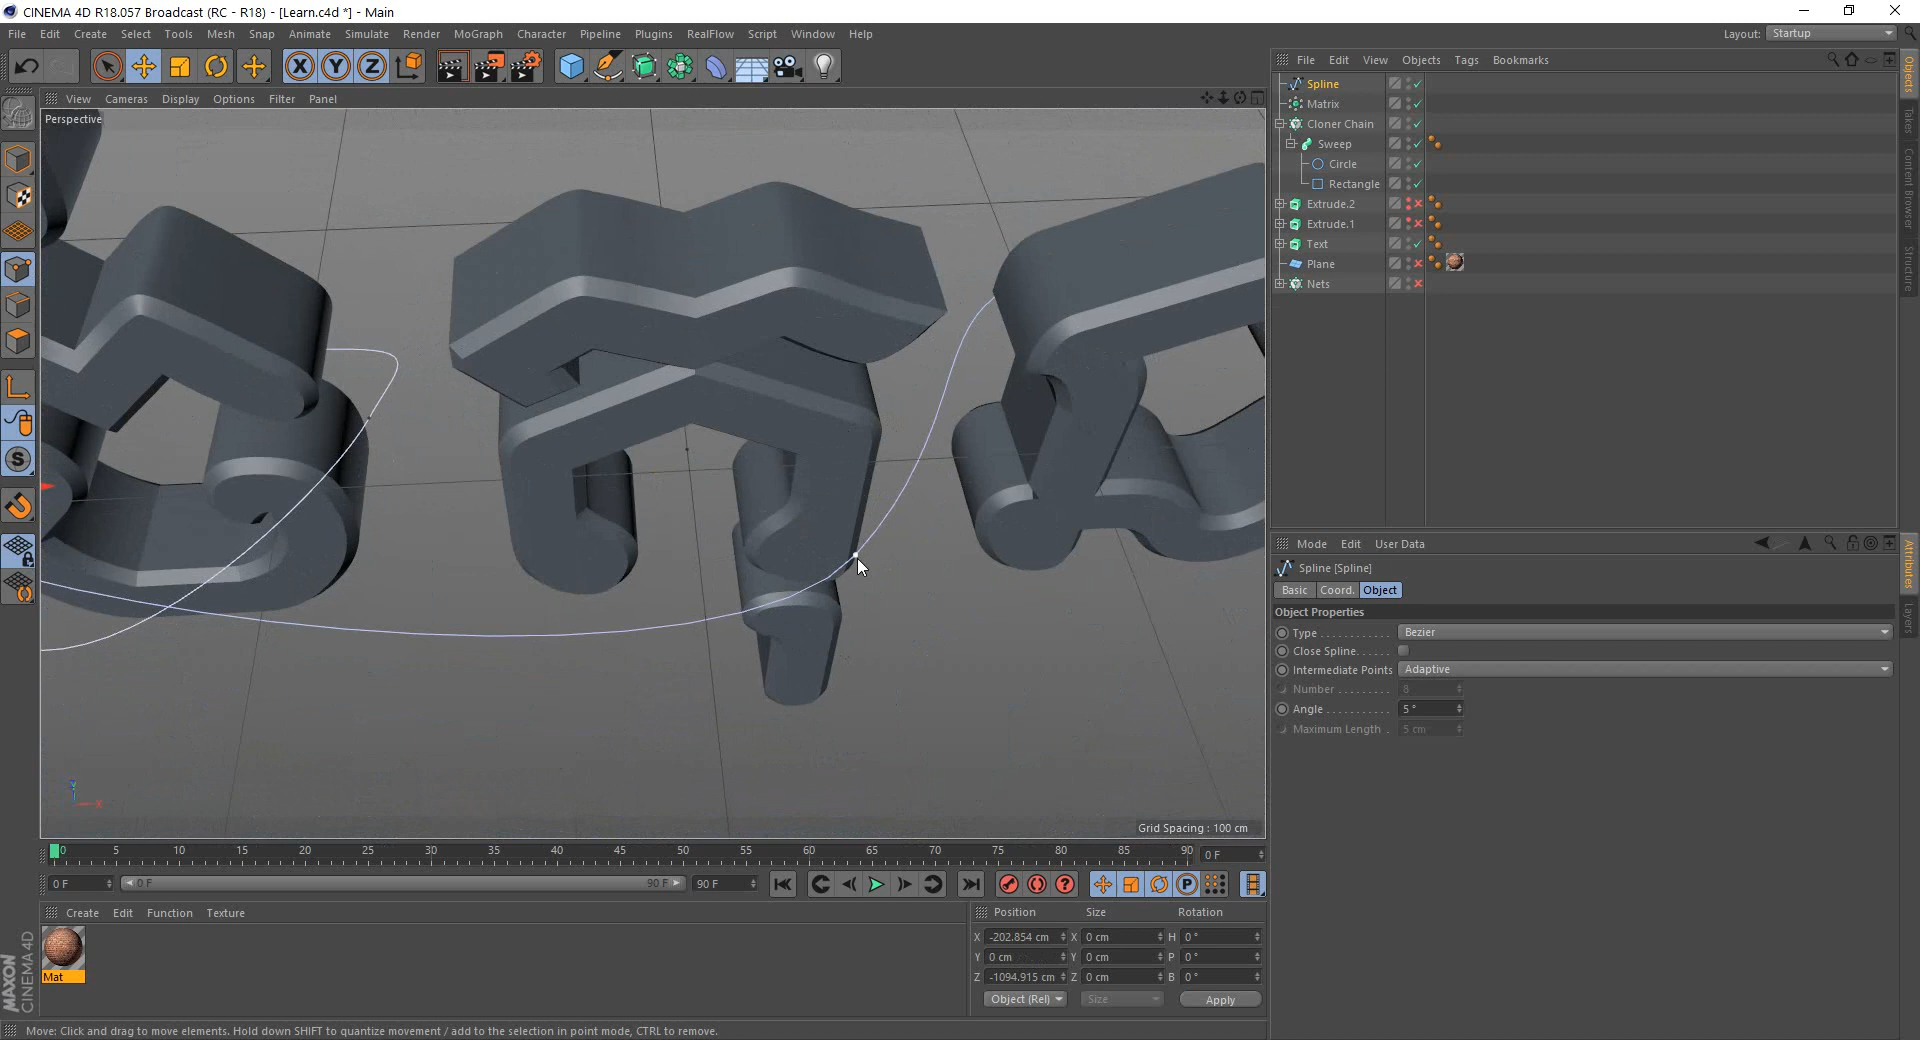 CINEMA 4D R18.057 Broadcast (RC - R18) - [Learn.c4d *] - Main
File Edit Create Select Tools Mesh Snap Animate Simulate Render MoGraph Character Pipeline Plugins RealFlow Script Window Help
Layout: Startup
File Edit View Objects Tags Bookmarks
View Cameras Display Options Filter Panel
Perspective
Spline
Matrix
Cloner Chain
Sweep
Circle
Rectangle
Extrude.2
Extrude.1
Text
Plane
Nets
Objects
Takes
Content Browser
Structure
Mode Edit User Data
Spline [Spline]
Basic Coord. Object
Object Properties
Type . . . . . . . . . . . . Bezier
Close Spline. . . . . .
Intermediate Points Adaptive
Number . . . . . . . . . 8
Angle . . . . . . . . . . . 5 °
Maximum Length . 5 cm
Attributes
Layers
Y
X
Grid Spacing : 100 cm
0 5 10 15 20 25 30 35 40 45 50 55 60 65 70 75 80 85 90 0 F
0 F 0 F 90 F 90 F
Create Edit Function Texture
Mat
MAXON
CINEMA 4D
Position Size Rotation
X -202.854 cm X 0 cm H 0 °
Y 0 cm Y 0 cm P 0 °
Z -1094.915 cm Z 0 cm B 0 °
Object (Rel) Size Apply
Move: Click and drag to move elements. Hold down SHIFT to quantize movement / add to the selection in point mode, CTRL to remove.